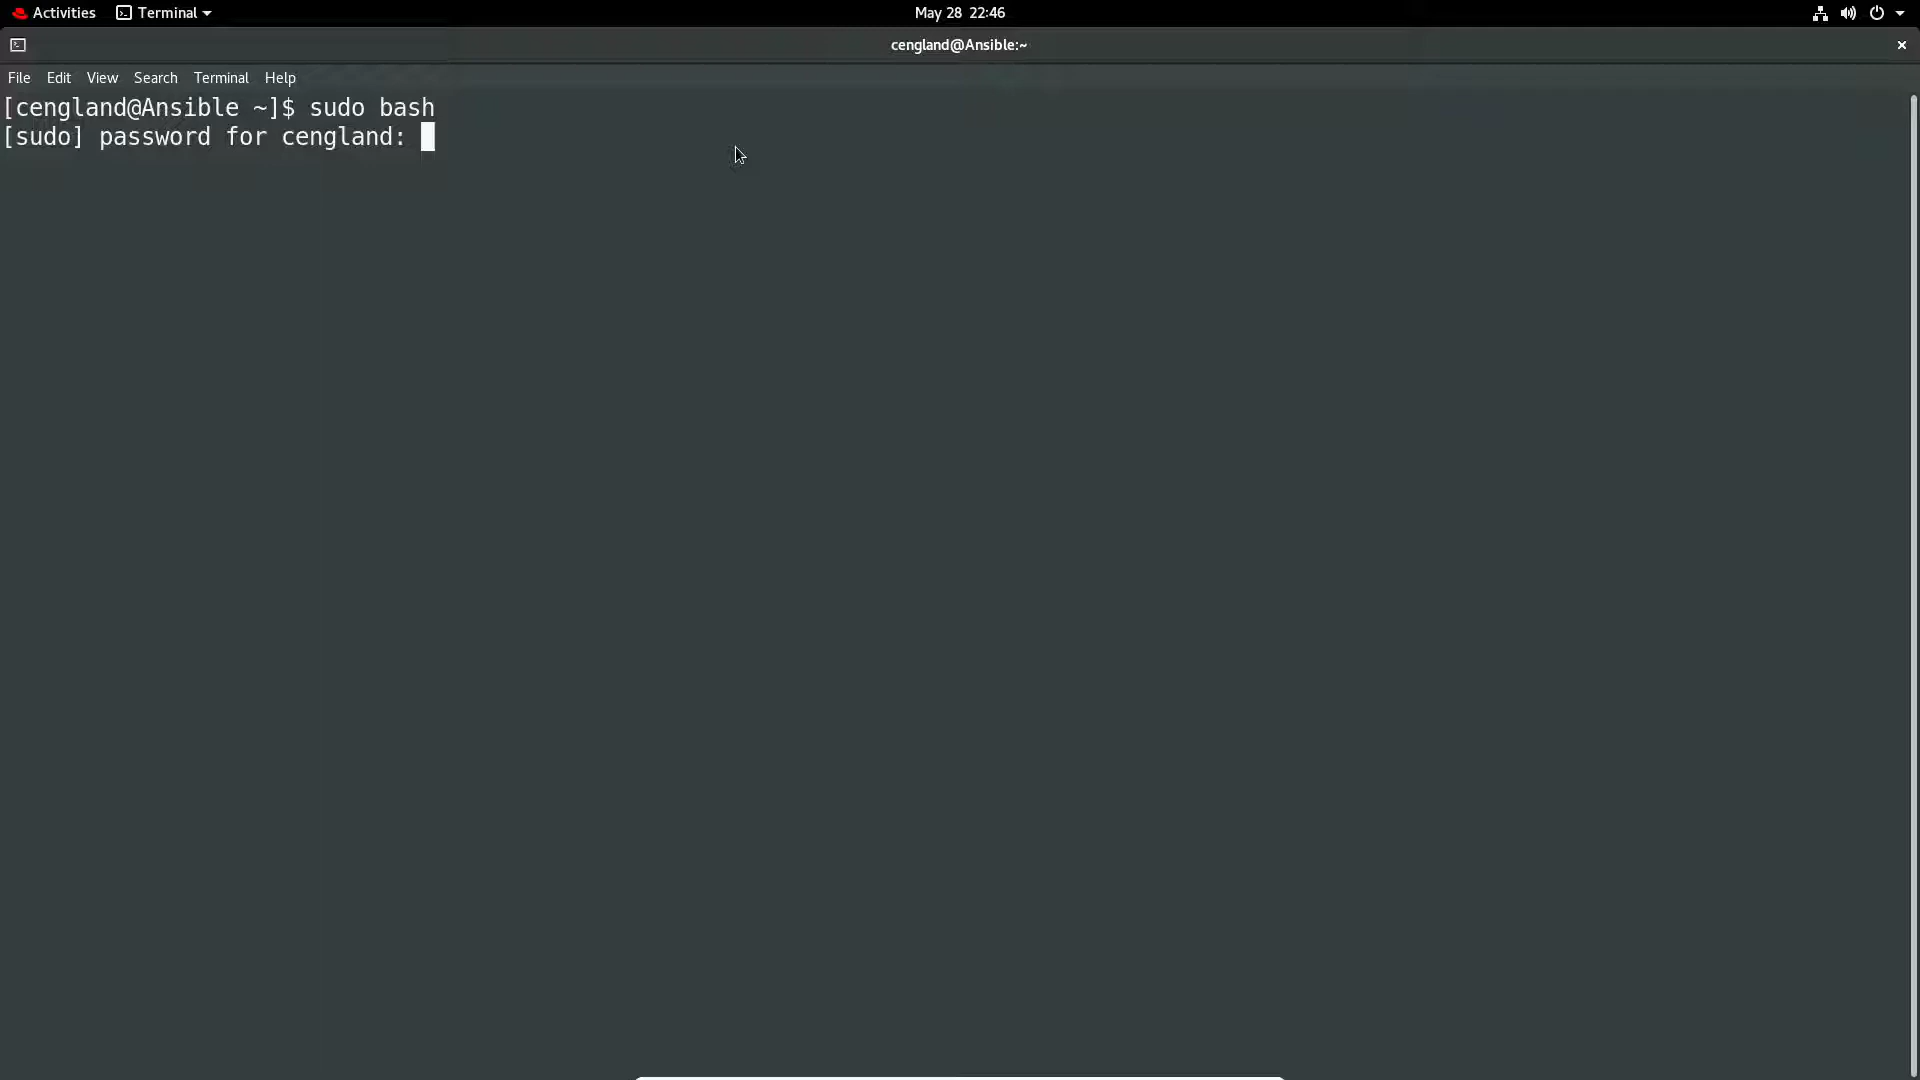 Activities Terminal May 28 22:46
cengland@Ansible:~
File Edit View Search Terminal Help
[cengland@Ansible ~]$ sudo bash
[sudo] password for cengland: